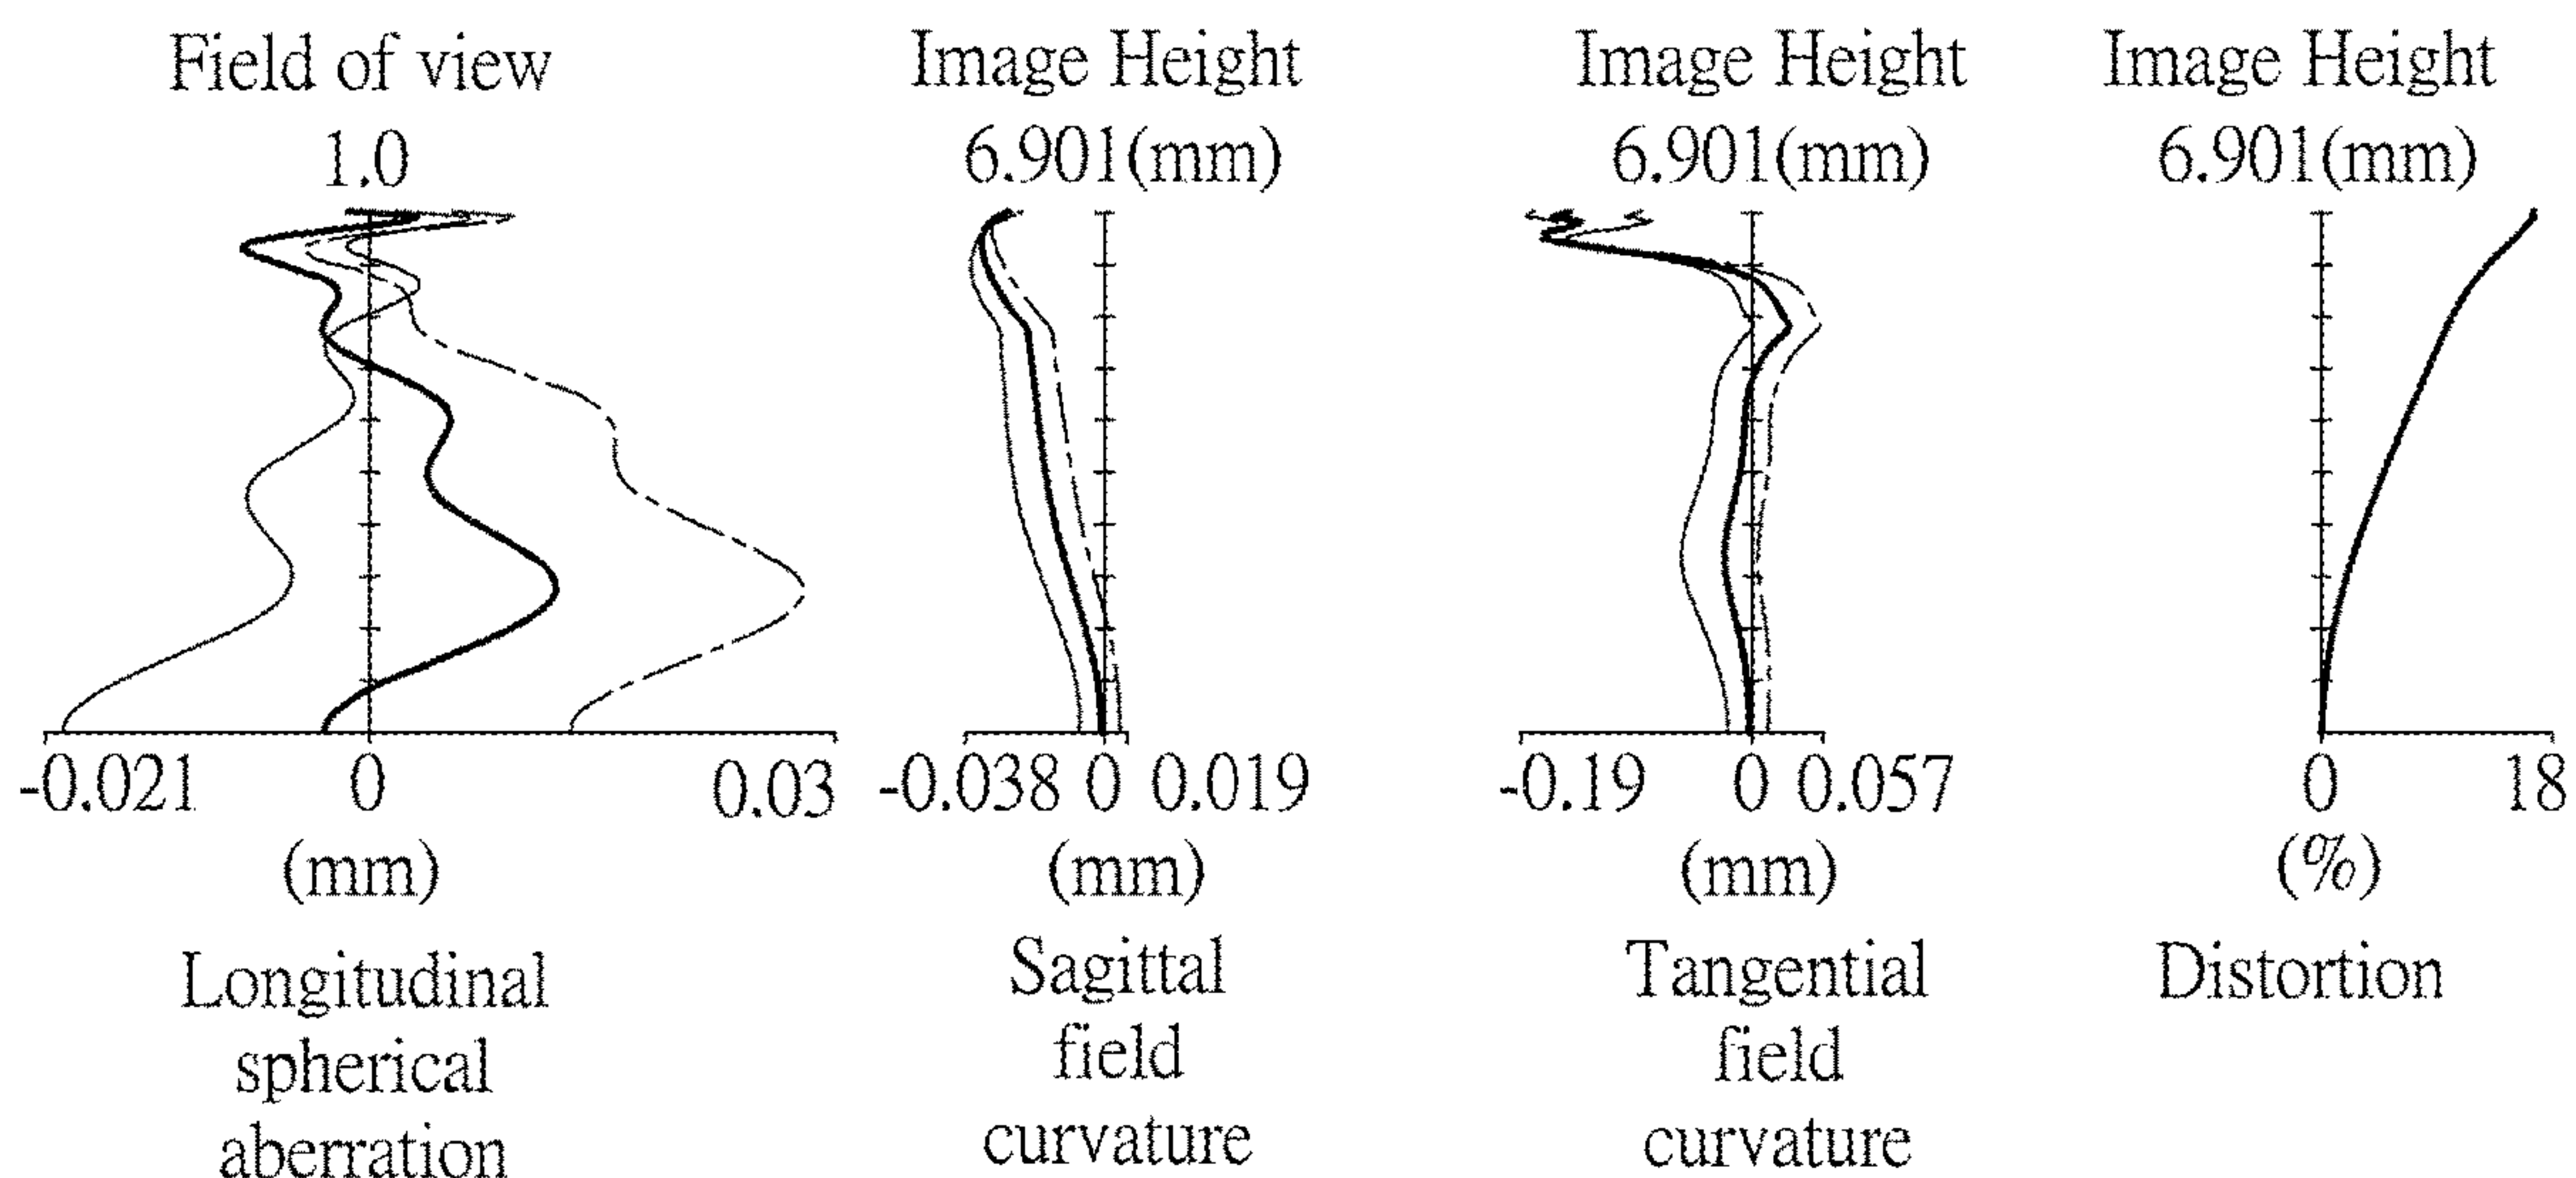 Field of view
1.0
-0.021 0 0.03
(mm)
Longitudinal
spherical
aberration
Image Height
6.901(mm)
-0.038 0 0.019
(mm)
Sagittal
field
curvature
Image Height
6.901(mm)
-0.19 0 0.057
(mm)
Tangential
field
curvature
Image Height
6.901(mm)
0 18
(%)
Distortion